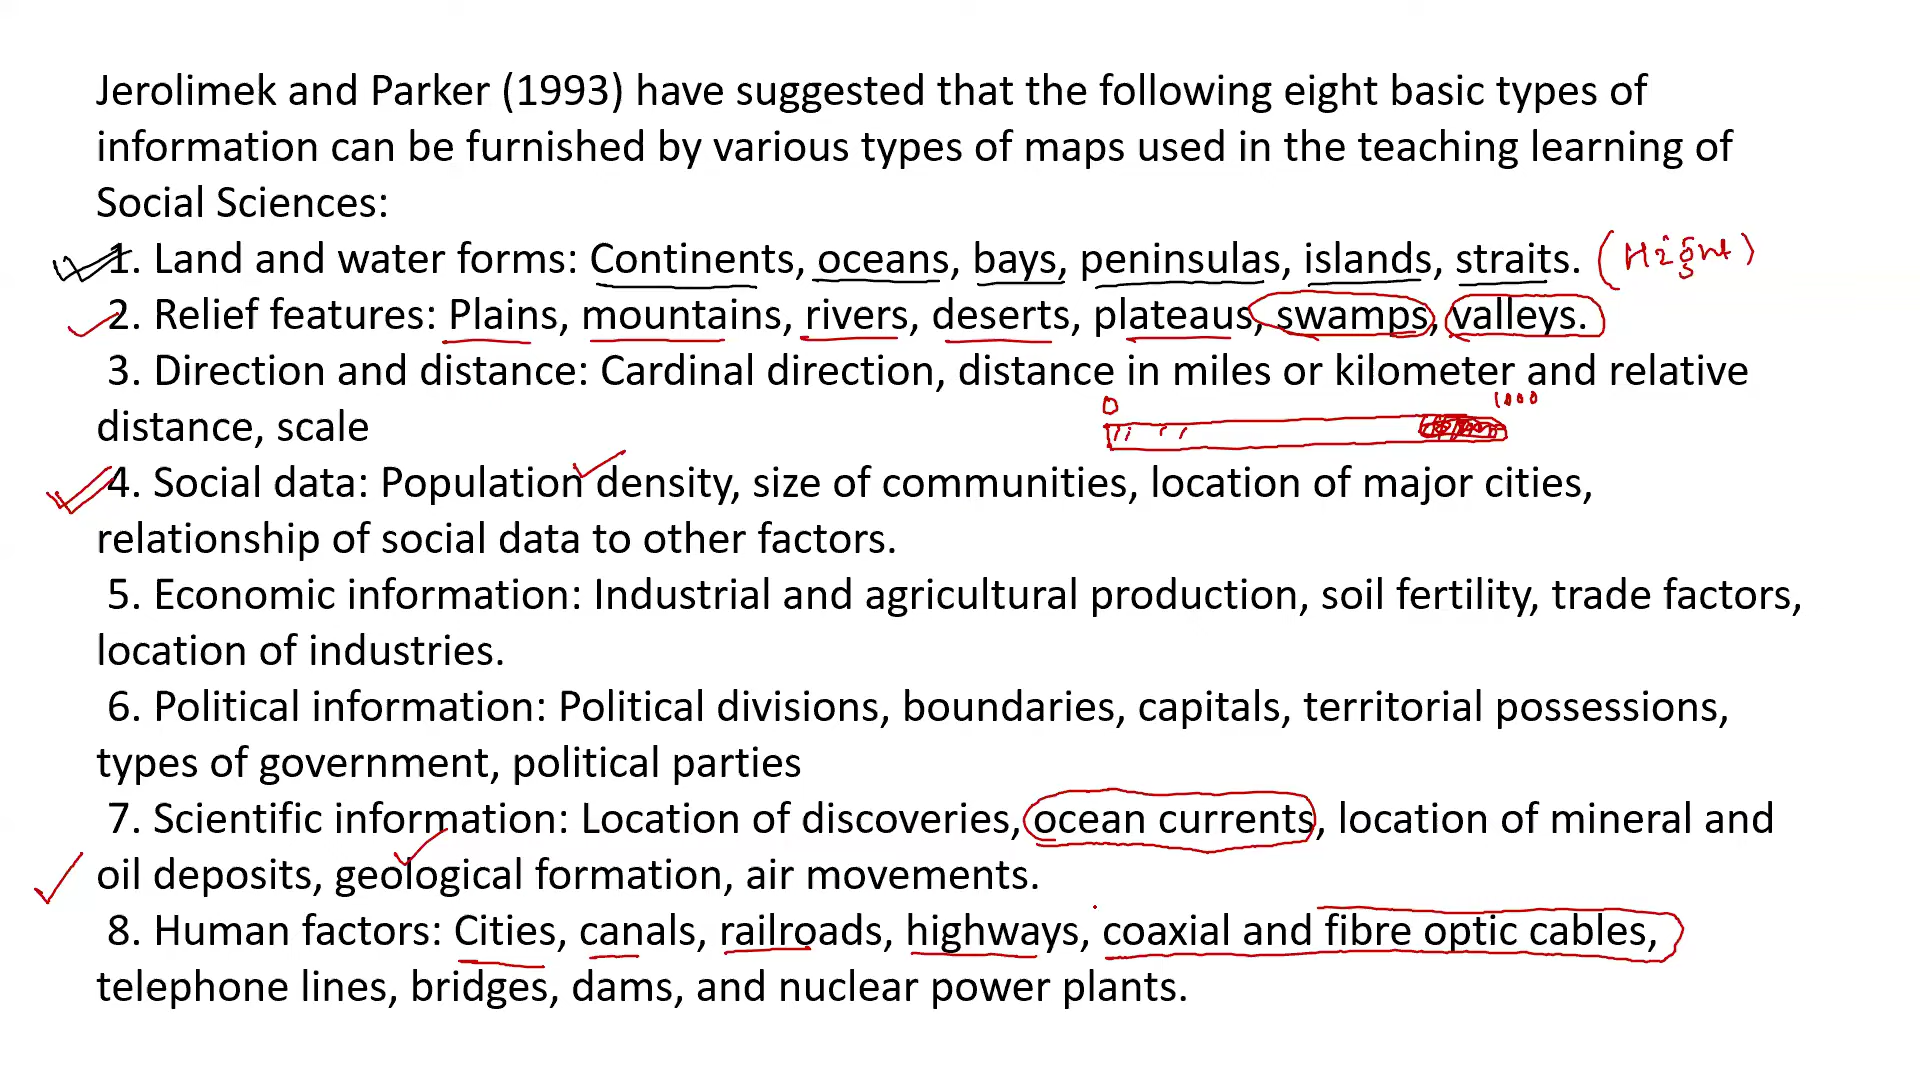 Jerolimek and Parker (1993) have suggested that the following eight basic types of
information can be furnished by various types of maps used in the teaching learning of
Social Sciences:
1. Land and water forms: Continents, oceans, bays, peninsulas, islands, straits.
2. Relief features: Plains, mountains, rivers, deserts, plateaus, swamps, valleys.
3. Direction and distance: Cardinal direction, distance in miles or kilometer and relative
0 1000
distance, scale
4. Social data: Population density, size of communities, location of major cities,
relationship of social data to other factors.
5. Economic information: Industrial and agricultural production, soil fertility, trade factors,
location of industries.
6. Political information: Political divisions, boundaries, capitals, territorial possessions,
types of government, political parties
7. Scientific information: Location of discoveries, ocean currents, location of mineral and
oil deposits, geological formation, air movements.
8. Human factors: Cities, canals, railroads, highways, coaxial and fibre optic cables,
telephone lines, bridges, dams, and nuclear power plants.